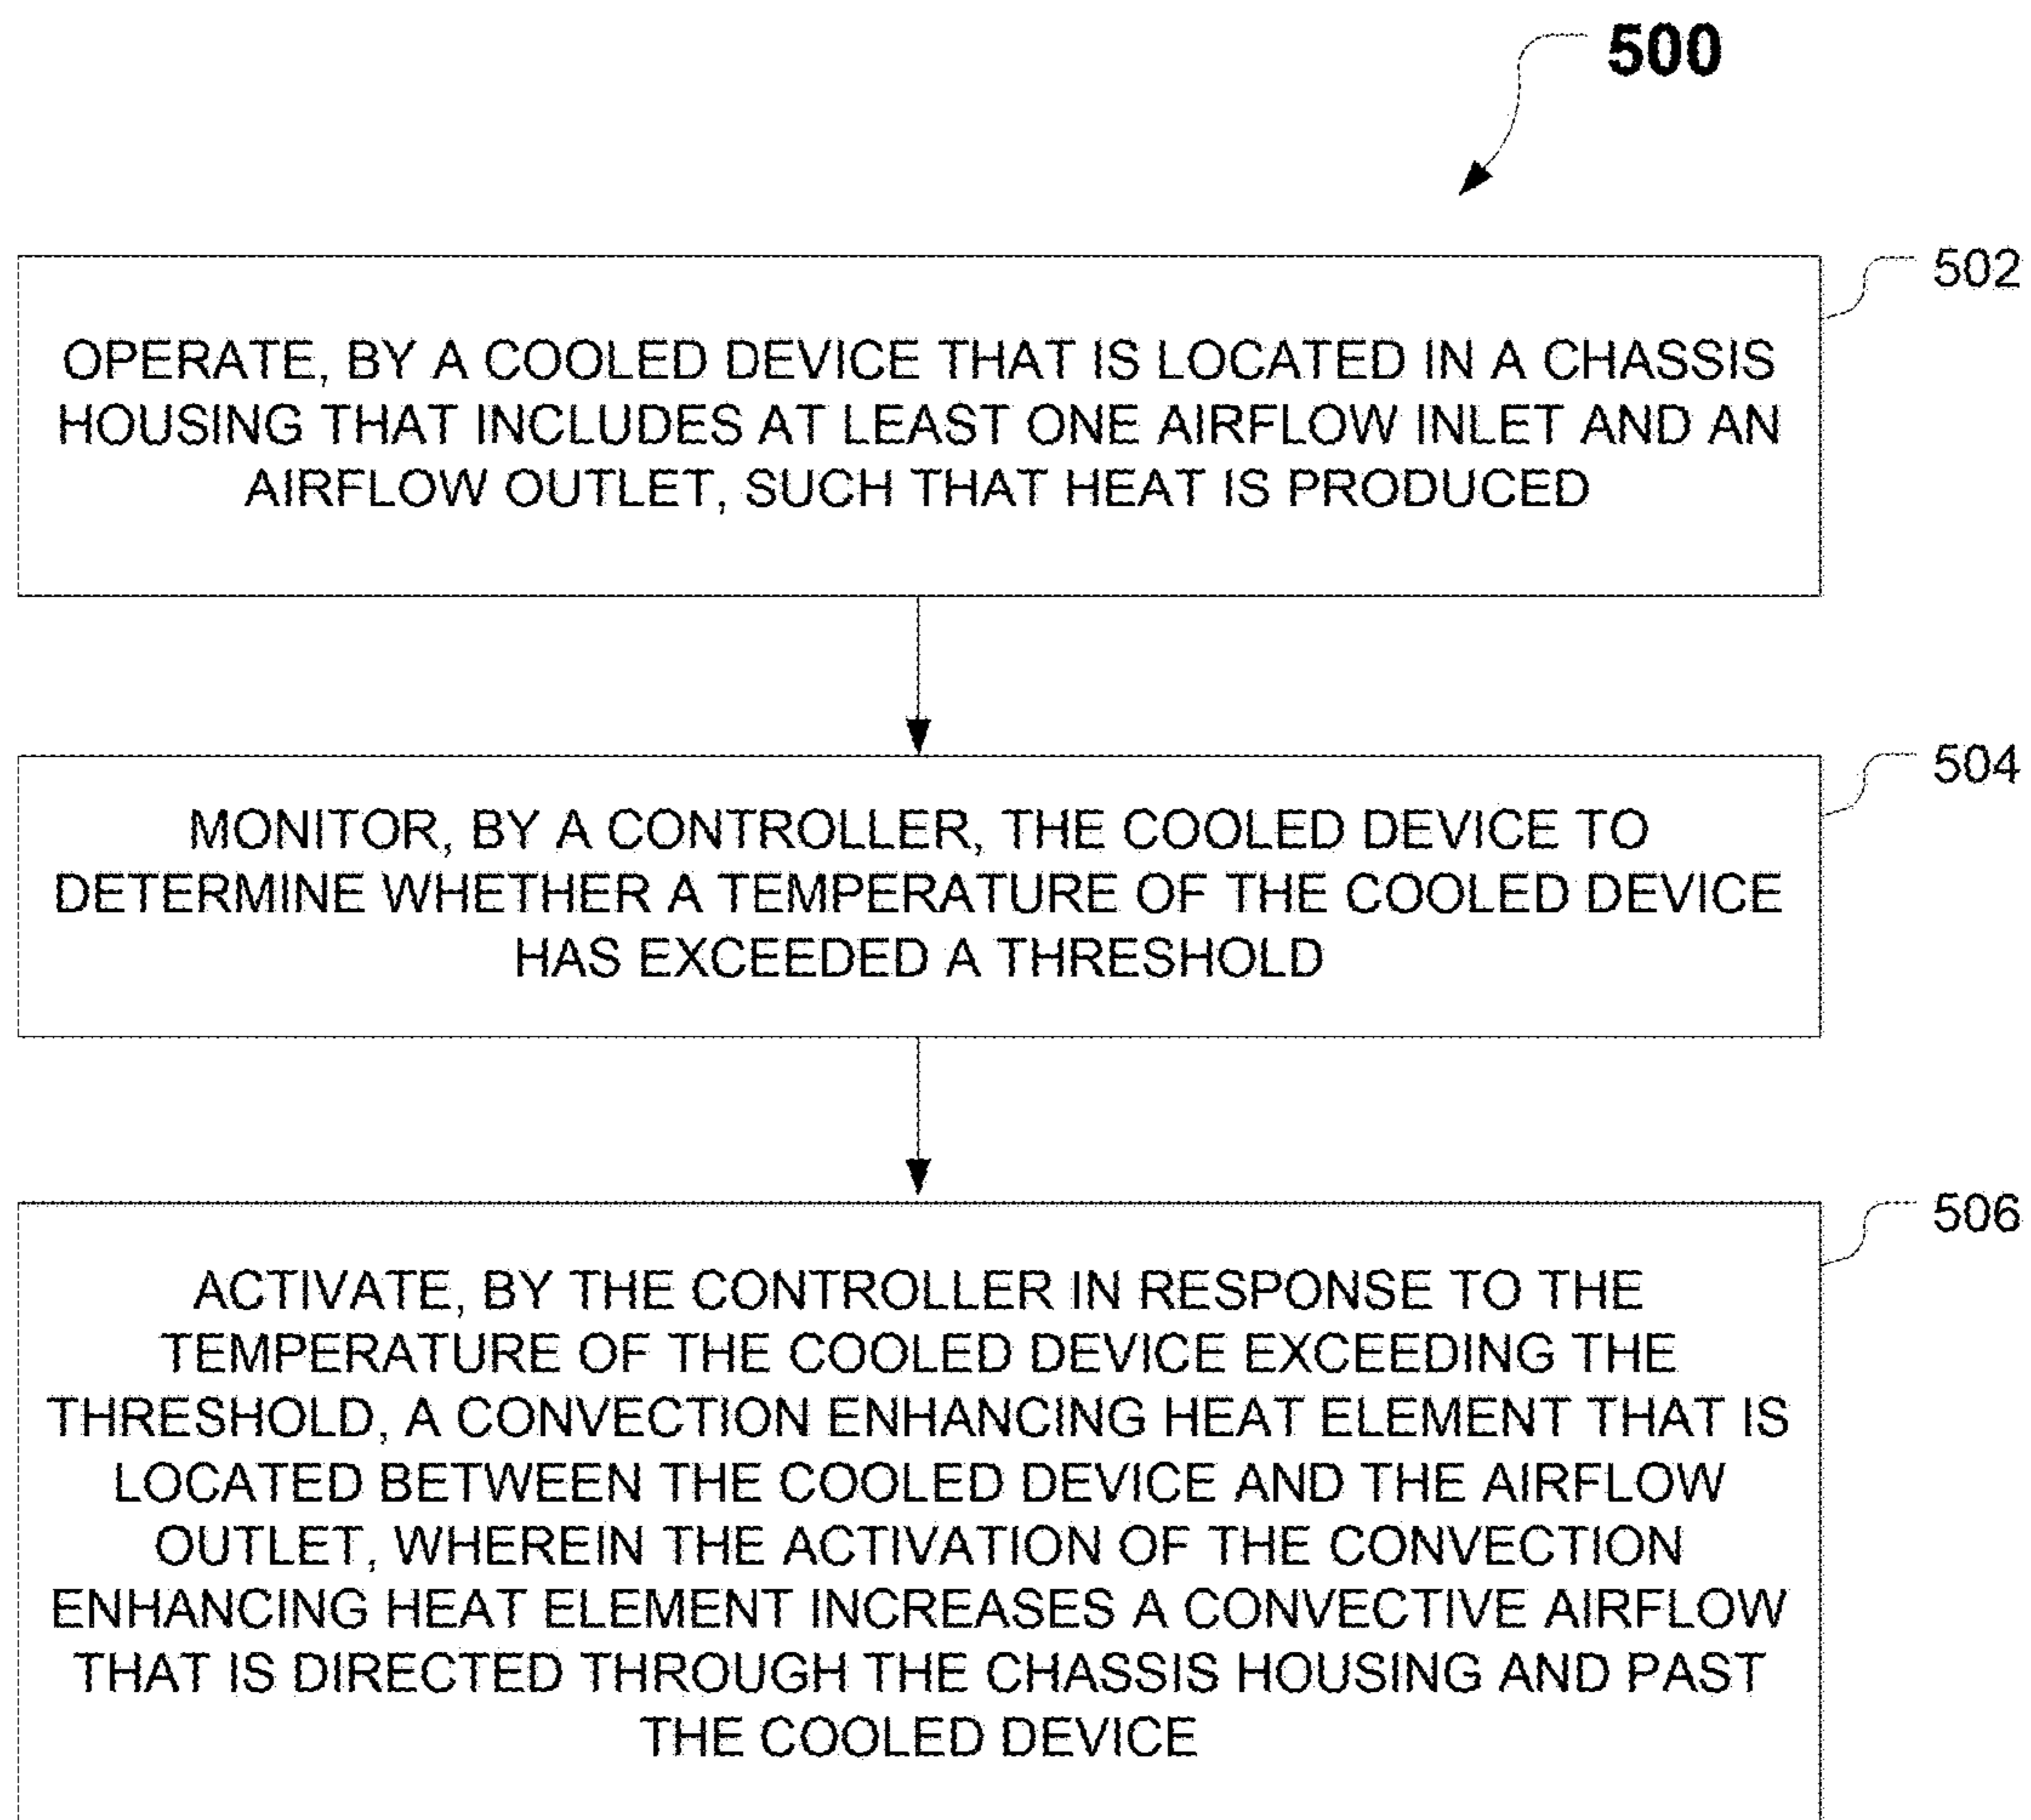 500
502
OPERATE, BY A COOLED DEVICE THAT IS LOCATED IN A CHASSIS
HOUSING THAT INCLUDES AT LEAST ONE AIRFLOW INLET AND AN
AIRFLOW OUTLET, SUCH THAT HEAT IS PRODUCED
504
MONITOR, BY A CONTROLLER, THE COOLED DEVICE TO
DETERMINE WHETHER A TEMPERATURE OF THE COOLED DEVICE
HAS EXCEEDED A THRESHOLD
506
ACTIVATE, BY THE CONTROLLER IN RESPONSE TO THE
TEMPERATURE OF THE COOLED DEVICE EXCEEDING THE
THRESHOLD, A CONVECTION ENHANCING HEAT ELEMENT THAT IS
LOCATED BETWEEN THE COOLED DEVICE AND THE AIRFLOW
OUTLET, WHEREIN THE ACTIVATION OF THE CONVECTION
ENHANCING HEAT ELEMENT INCREASES A CONVECTIVE AIRFLOW
THAT IS DIRECTED THROUGH THE CHASSIS HOUSING AND PAST
THE COOLED DEVICE